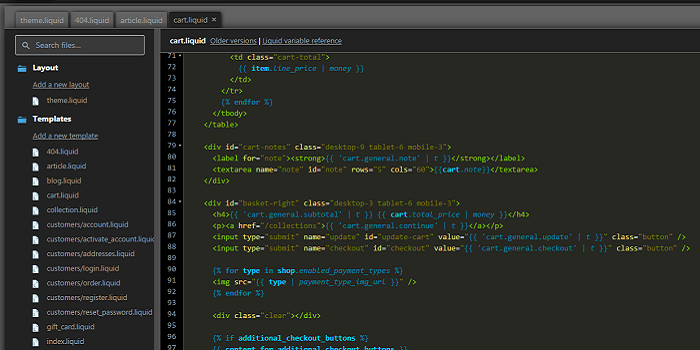 theme.liquid 404.liquid article.liquid cart.liquid ×
Search files...
Layout
Add a new layout
theme.liquid
Templates
Add a new template
404.liquid
article.liquid
blog.liquid
cart.liquid
collection.liquid
customers/account.liquid
customers/activate_account.liquid
customers/addresses.liquid
customers/login.liquid
customers/order.liquid
customers/register.liquid
customers/reset_password.liquid
gift_card.liquid
index.liquid
cart.liquid Older versions | Liquid variable reference
71 <td class="cart-total">
72 {{ item.line_price | money }}
73 </td>
74 </tr>
75 {% endfor %}
76 </tbody>
77 </table>
78
79 <div id="cart-notes" class="desktop-9 tablet-6 mobile-3">
80 <label for="note"><strong>{{ 'cart.general.note' | t }}</strong></label>
81 <textarea name="note" id="note" rows="5" cols="60">{{cart.note}}</textarea>
82 </div>
83
84 <div id="basket-right" class="desktop-3 tablet-6 mobile-3">
85 <h4>{{ 'cart.general.subtotal' | t }} {{ cart.total_price | money }}</h4>
86 <p><a href="/collections">{{ 'cart.general.continue' | t }}</a></p>
87 <input type="submit" name="update" id="update-cart" value="{{ 'cart.general.update' | t }}" class="button" />
88 <input type="submit" name="checkout" id="checkout" value="{{ 'cart.general.checkout' | t }}" class="button" />
89
90 {% for type in shop.enabled_payment_types %}
91 <img src="{{ type | payment_type_img_url }}" />
92 {% endfor %}
93
94 <div class="clear"></div>
95
96 {% if additional_checkout_buttons %}
97 {{ content_for_additional_checkout_buttons }}